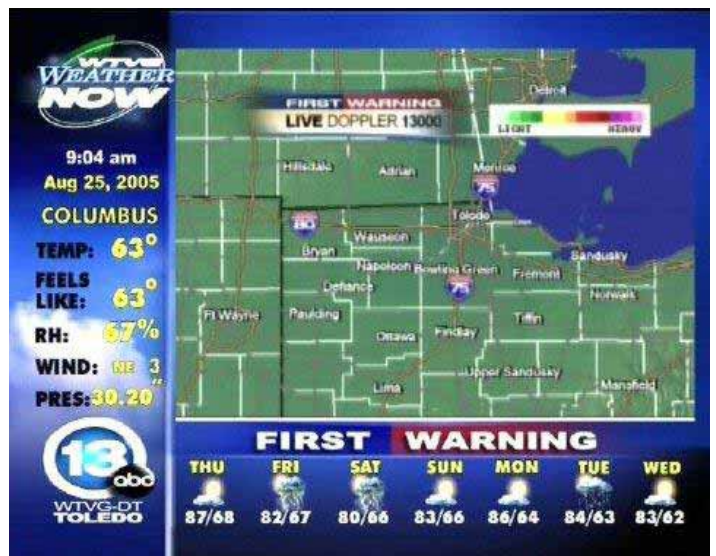 WTVG
WEATHER
NOW
9:04 am
Aug 25, 2005
COLUMBUS
TEMP: 63°
FEELS
LIKE: 63°
RH: 67%
WIND: NE 3
PRES: 30.20"
13
abc
WTVG-DT
TOLEDO
FIRST WARNING
LIVE DOPPLER 13000
LIGHT HEAVY
Detroit
Hillsdale Adrian Monroe
75
80 Toledo
Wauseon
Bryan Sandusky
Napoleon Bowling Green Fremont
Defiance 75 Norwalk
Ft Wayne Paulding Tiffin
Ottawa Findlay
Upper Sandusky
Lima Mansfield
FIRST WARNING
THU FRI SAT SUN MON TUE WED
87/68 82/67 80/66 83/66 86/64 84/63 83/62